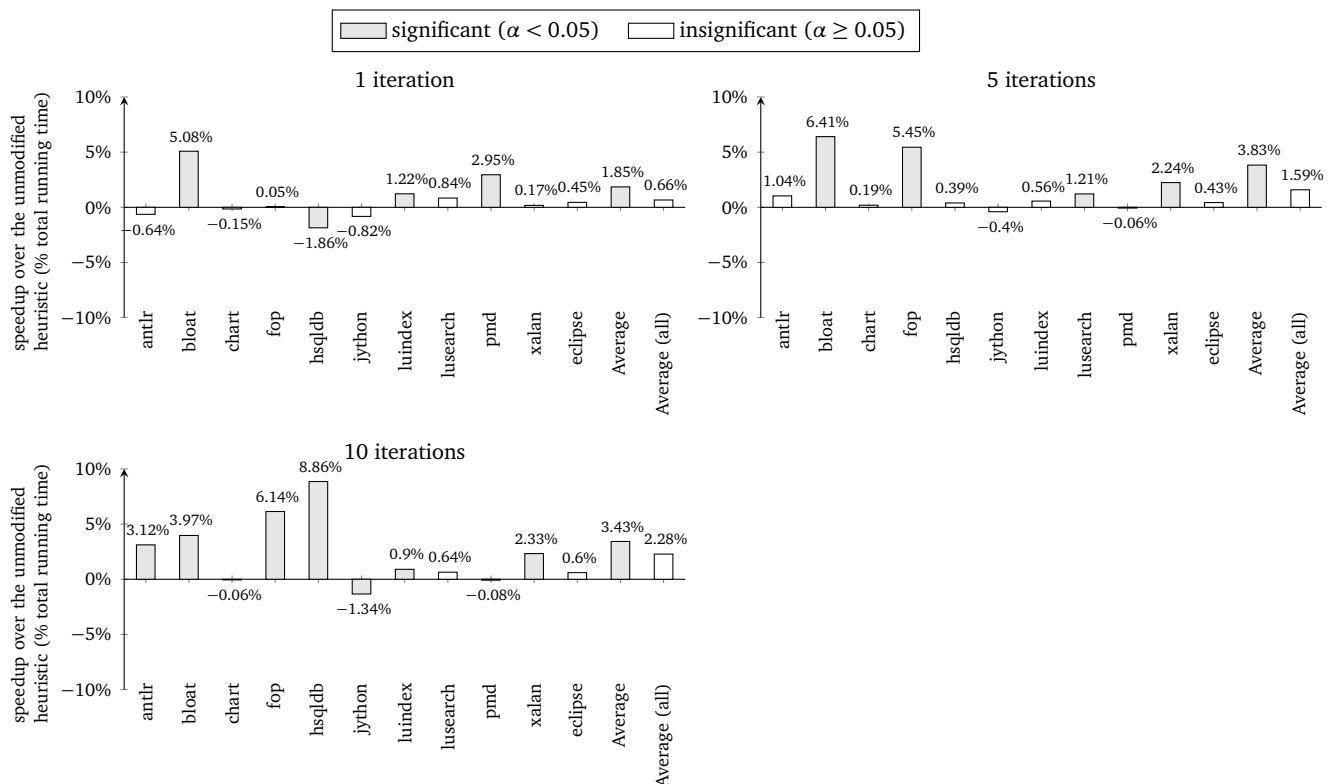 significant (α < 0.05) insignificant (α ≥ 0.05)
1 iteration
speedup over the unmodified
heuristic (% total running time)
10%
5%
0%
−5%
−10%
−0.64%
5.08%
−0.15%
0.05%
−1.86%
−0.82%
1.22%
0.84%
2.95%
0.17%
0.45%
1.85%
0.66%
antlr
bloat
chart
fop
hsqldb
jython
luindex
lusearch
pmd
xalan
eclipse
Average
Average (all)
5 iterations
10%
5%
0%
−5%
−10%
1.04%
6.41%
0.19%
5.45%
0.39%
−0.4%
0.56%
1.21%
−0.06%
2.24%
0.43%
3.83%
1.59%
antlr
bloat
chart
fop
hsqldb
jython
luindex
lusearch
pmd
xalan
eclipse
Average
Average (all)
10 iterations
speedup over the unmodified
heuristic (% total running time)
10%
5%
0%
−5%
−10%
3.12%
3.97%
−0.06%
6.14%
8.86%
−1.34%
0.9%
0.64%
−0.08%
2.33%
0.6%
3.43%
2.28%
antlr
bloat
chart
fop
hsqldb
jython
luindex
lusearch
pmd
xalan
eclipse
Average
Average (all)